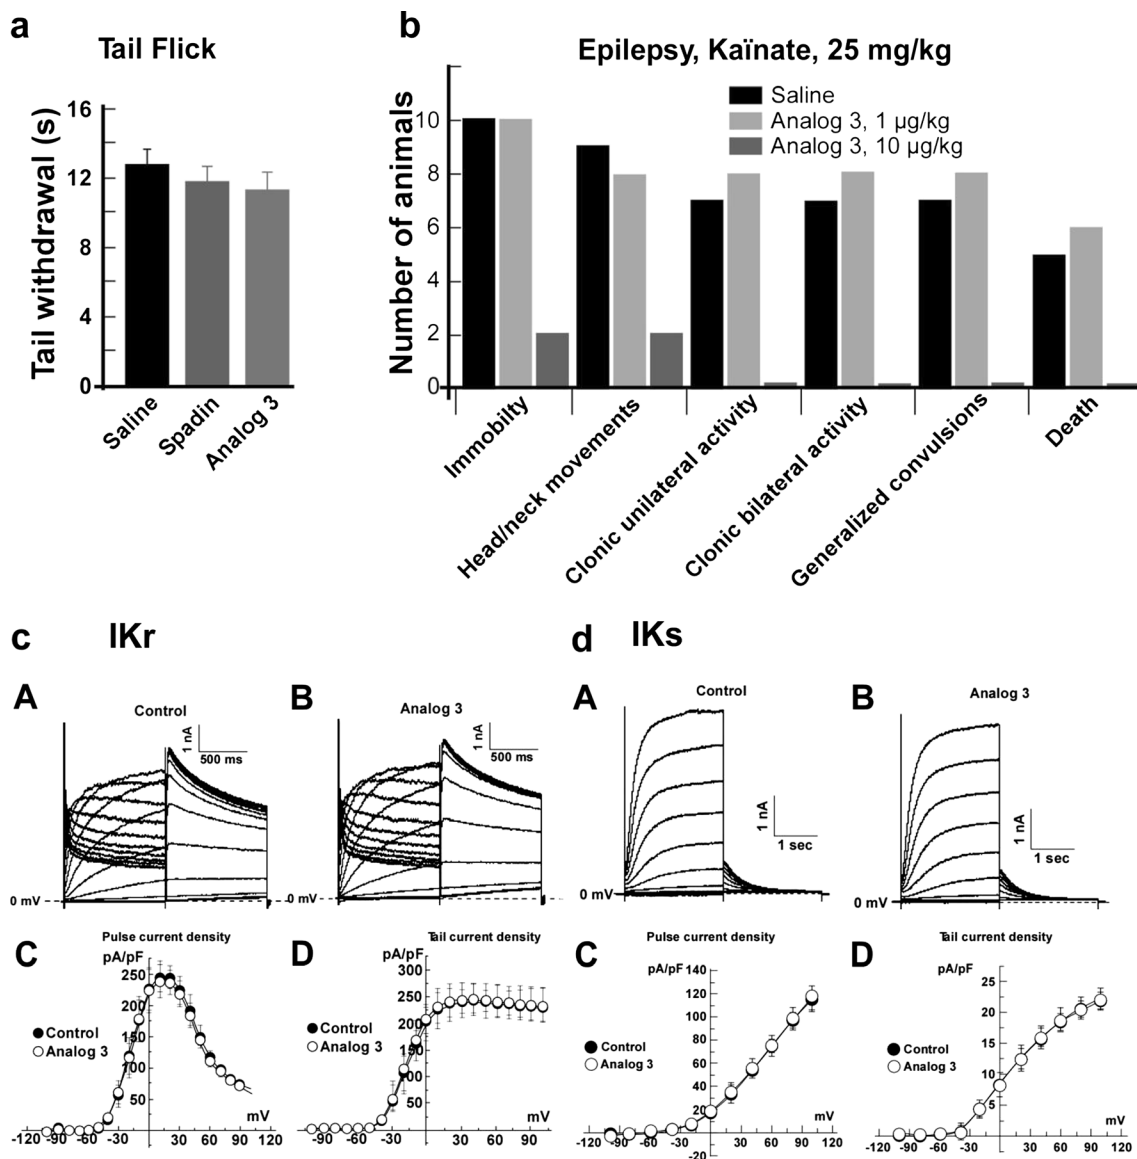 a
Tail Flick
Tail withdrawal (s)
16
12
8
4
0
Saline
Spadin
Analog 3
b
Epilepsy, Kaïnate, 25 mg/kg
Number of animals
10
8
6
4
2
0
Saline
Analog 3, 1 µg/kg
Analog 3, 10 µg/kg
Immobilty
Head/neck movements
Clonic unilateral activity
Clonic bilateral activity
Generalized convulsions
Death
c
IKr
A
Control
1 nA
500 ms
0 mV
B
Analog 3
1 nA
500 ms
0 mV
C
Pulse current density
pA/pF
250
200
150
100
50
Control
Analog 3
mV
-120 -90 -60 -30 30 60 90 120
D
Tail current density
pA/pF
300
250
200
150
100
50
Control
Analog 3
mV
-120 -90 -60 -30 30 60 90 120
d
IKs
A
Control
1 nA
1 sec
0 mV
B
Analog 3
1 nA
1 sec
0 mV
C
Pulse current density
pA/pF
140
120
100
80
60
40
20
-20
Control
Analog 3
mV
-120 -90 -60 -30 30 60 90 120
D
Tail current density
pA/pF
25
20
15
10
5
Control
Analog 3
mV
-120 -90 -60 -30 30 60 90 120